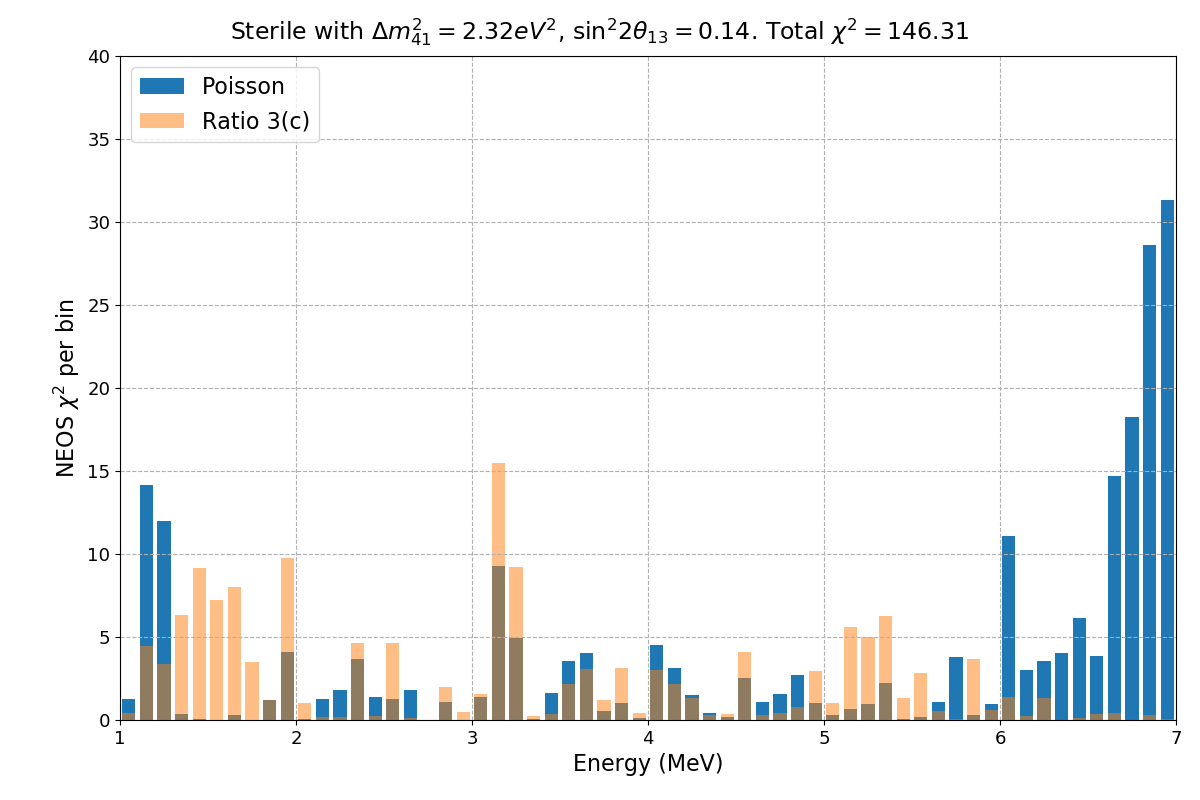 Sterile with Δm²₄₁ = 2.32eV², sin²2θ₁₃ = 0.14. Total χ² = 146.31
40
35
30
25
20
15
10
5
0
NEOS χ² per bin
Poisson
Ratio 3(c)
1 2 3 4 5 6 7
Energy (MeV)